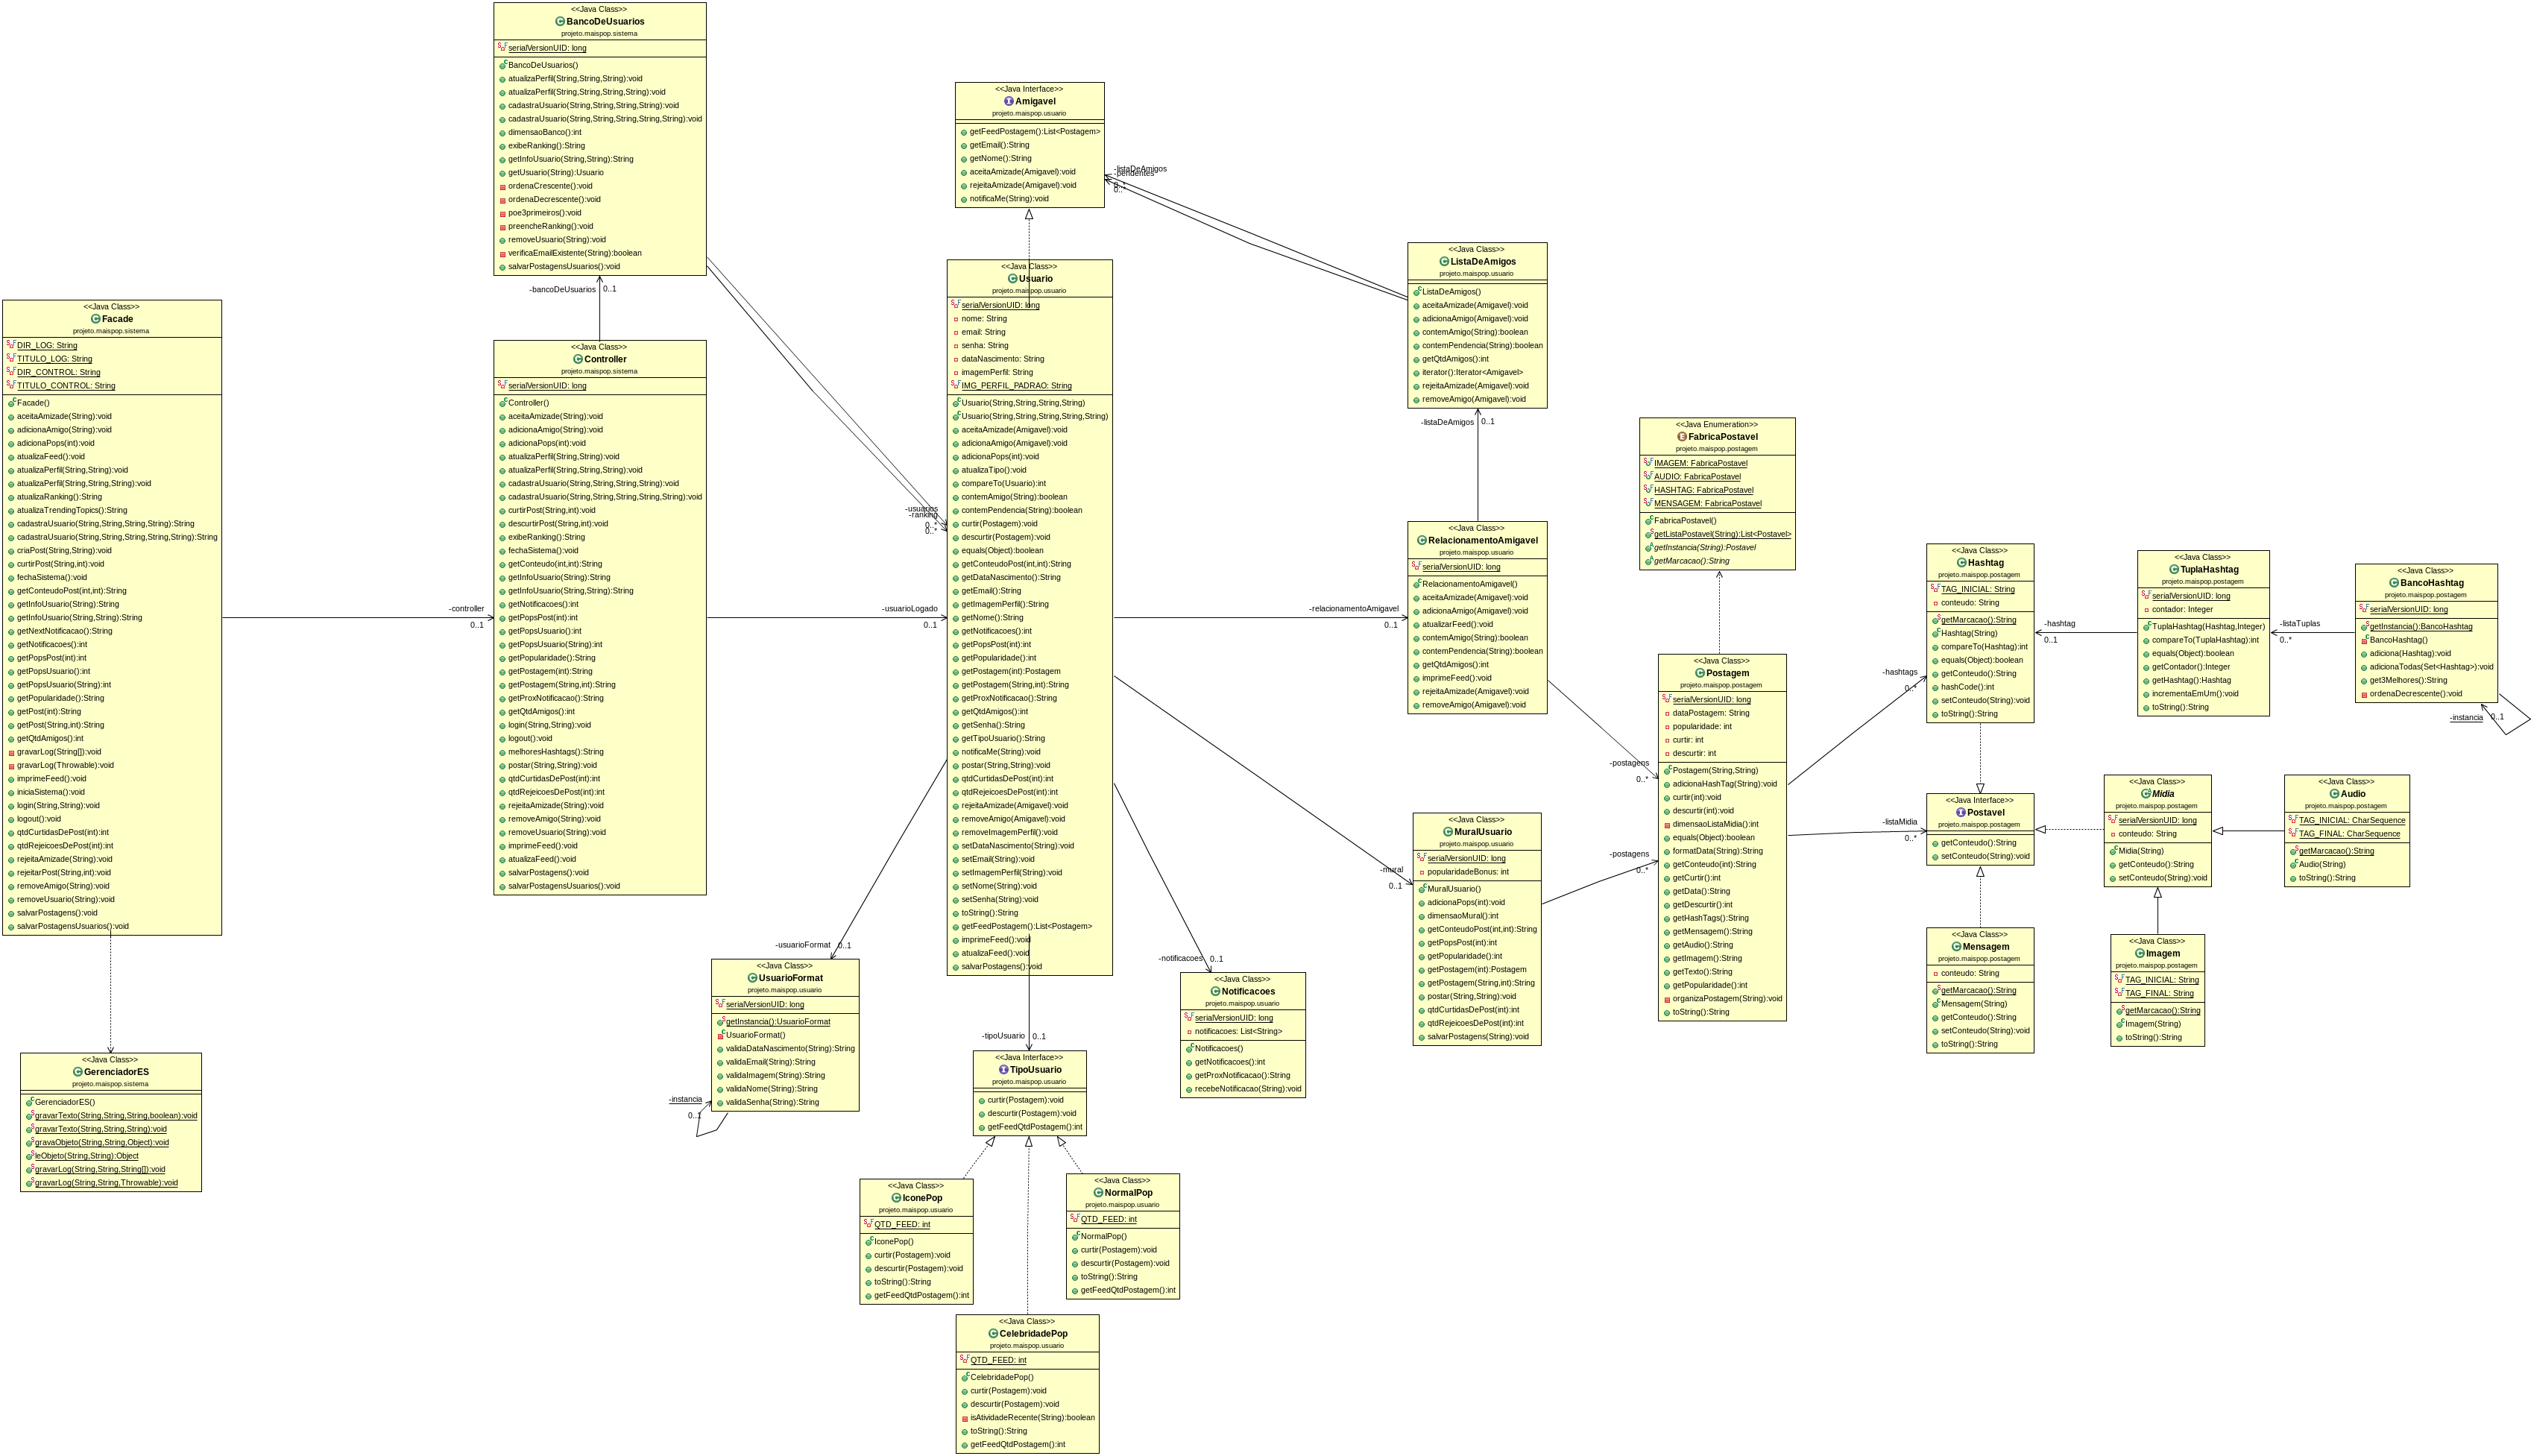 <<Java Class>>
BancoDeUsuarios
projeto.maispop.sistema
serialVersionUID: long
BancoDeUsuarios()
atualizaPerfil(String,String,String):void
atualizaPerfil(String,String,String,String):void
cadastraUsuario(String,String,String,String):void
cadastraUsuario(String,String,String,String,String):void
dimensaoBanco():int
exibeRanking():String
getInfoUsuario(String,String):String
getUsuario(String):Usuario
ordenaCrescente():void
ordenaDecrescente():void
poe3primeiros():void
preencheRanking():void
removeUsuario(String):void
verificaEmailExistente(String):boolean
salvarPostagensUsuarios():void
-bancoDeUsuarios 0..1
<<Java Class>>
Facade
projeto.maispop.sistema
DIR_LOG: String
TITULO_LOG: String
DIR_CONTROL: String
TITULO_CONTROL: String
Facade()
aceitaAmizade(String):void
adicionaAmigo(String):void
adicionaPops(int):void
atualizaFeed():void
atualizaPerfil(String,String):void
atualizaPerfil(String,String,String):void
atualizaRanking():String
atualizaTrendingTopics():String
cadastraUsuario(String,String,String,String):String
cadastraUsuario(String,String,String,String,String):String
criaPost(String,String):void
curtirPost(String,int):void
fechaSistema():void
getConteudoPost(int,int):String
getInfoUsuario(String):String
getInfoUsuario(String,String):String
getNextNotificacao():String
getNotificacoes():int
getPopsPost(int):int
getPopsUsuario():int
getPopsUsuario(String):int
getPopularidade():String
getPost(int):String
getPost(String,int):String
getQtdAmigos():int
gravarLog(String[]):void
gravarLog(Throwable):void
imprimeFeed():void
iniciaSistema():void
login(String,String):void
logout():void
qtdCurtidasDePost(int):int
qtdRejeicoesDePost(int):int
rejeitaAmizade(String):void
rejeitarPost(String,int):void
removeAmigo(String):void
removeUsuario(String):void
salvarPostagens():void
salvarPostagensUsuarios():void
-controller
0..1
<<Java Class>>
GerenciadorES
projeto.maispop.sistema
GerenciadorES()
gravarTexto(String,String,String,boolean):void
gravarTexto(String,String,String):void
gravaObjeto(String,String,Object):void
leObjeto(String,String):Object
gravarLog(String,String,String[]):void
gravarLog(String,String,Throwable):void
<<Java Class>>
Controller
projeto.maispop.sistema
serialVersionUID: long
Controller()
aceitaAmizade(String):void
adicionaAmigo(String):void
adicionaPops(int):void
atualizaPerfil(String,String):void
atualizaPerfil(String,String,String):void
cadastraUsuario(String,String,String,String):void
cadastraUsuario(String,String,String,String,String):void
curtirPost(String,int):void
descurtirPost(String,int):void
exibeRanking():String
fechaSistema():void
getConteudo(int,int):String
getInfoUsuario(String):String
getInfoUsuario(String,String):String
getNotificacoes():int
getPopsPost(int):int
getPopsUsuario():int
getPopsUsuario(String):int
getPopularidade():String
getPostagem(int):String
getPostagem(String,int):String
getProxNotificacao():String
getQtdAmigos():int
login(String,String):void
logout():void
melhoresHashtags():String
postar(String,String):void
qtdCurtidasDePost(int):int
qtdRejeicoesDePost(int):int
rejeitaAmizade(String):void
removeAmigo(String):void
removeUsuario(String):void
imprimeFeed():void
atualizaFeed():void
salvarPostagens():void
salvarPostagensUsuarios():void
-usuarios
-ranking
0..*
0..*
-usuarioLogado
0..1
<<Java Interface>>
Amigavel
projeto.maispop.usuario
getFeedPostagem():List<Postagem>
getEmail():String
getNome():String
aceitaAmizade(Amigavel):void
rejeitaAmizade(Amigavel):void
notificaMe(String):void
-listaDeAmigos
-pendentes
0..*
0..*
<<Java Class>>
Usuario
projeto.maispop.usuario
serialVersionUID: long
nome: String
email: String
senha: String
dataNascimento: String
imagemPerfil: String
IMG_PERFIL_PADRAO: String
Usuario(String,String,String,String)
Usuario(String,String,String,String,String)
aceitaAmizade(Amigavel):void
adicionaAmigo(Amigavel):void
adicionaPops(int):void
atualizaTipo():void
compareTo(Usuario):int
contemAmigo(String):boolean
contemPendencia(String):boolean
curtir(Postagem):void
descurtir(Postagem):void
equals(Object):boolean
getConteudoPost(int,int):String
getDataNascimento():String
getEmail():String
getImagemPerfil():String
getNome():String
getNotificacoes():int
getPopsPost(int):int
getPopularidade():int
getPostagem(int):Postagem
getPostagem(String,int):String
getProxNotificacao():String
getQtdAmigos():int
getSenha():String
getTipoUsuario():String
notificaMe(String):void
postar(String,String):void
qtdCurtidasDePost(int):int
qtdRejeicoesDePost(int):int
rejeitaAmizade(Amigavel):void
removeAmigo(Amigavel):void
removeImagemPerfil():void
setDataNascimento(String):void
setEmail(String):void
setImagemPerfil(String):void
setNome(String):void
setSenha(String):void
toString():String
getFeedPostagem():List<Postagem>
imprimeFeed():void
atualizaFeed():void
salvarPostagens():void
-usuarioFormat 0..1
<<Java Class>>
UsuarioFormat
projeto.maispop.usuario
serialVersionUID: long
getInstancia():UsuarioFormat
UsuarioFormat()
validaDataNascimento(String):String
validaEmail(String):String
validaImagem(String):String
validaNome(String):String
validaSenha(String):String
-instancia
0..1
-tipoUsuario 0..1
<<Java Interface>>
TipoUsuario
projeto.maispop.usuario
curtir(Postagem):void
descurtir(Postagem):void
getFeedQtdPostagem():int
<<Java Class>>
IconePop
projeto.maispop.usuario
QTD_FEED: int
IconePop()
curtir(Postagem):void
descurtir(Postagem):void
toString():String
getFeedQtdPostagem():int
<<Java Class>>
NormalPop
projeto.maispop.usuario
QTD_FEED: int
NormalPop()
curtir(Postagem):void
descurtir(Postagem):void
toString():String
getFeedQtdPostagem():int
<<Java Class>>
CelebridadePop
projeto.maispop.usuario
QTD_FEED: int
CelebridadePop()
curtir(Postagem):void
descurtir(Postagem):void
isAtividadeRecente(String):boolean
toString():String
getFeedQtdPostagem():int
-notificacoes 0..1
<<Java Class>>
Notificacoes
projeto.maispop.usuario
serialVersionUID: long
notificacoes: List<String>
Notificacoes()
getNotificacoes():int
getProxNotificacao():String
recebeNotificacao(String):void
<<Java Class>>
ListaDeAmigos
projeto.maispop.usuario
ListaDeAmigos()
aceitaAmizade(Amigavel):void
adicionaAmigo(Amigavel):void
contemAmigo(String):boolean
contemPendencia(String):boolean
getQtdAmigos():int
iterator():Iterator<Amigavel>
rejeitaAmizade(Amigavel):void
removeAmigo(Amigavel):void
-listaDeAmigos 0..1
-relacionamentoAmigavel
0..1
<<Java Class>>
RelacionamentoAmigavel
projeto.maispop.usuario
serialVersionUID: long
RelacionamentoAmigavel()
aceitaAmizade(Amigavel):void
adicionaAmigo(Amigavel):void
atualizarFeed():void
contemAmigo(String):boolean
contemPendencia(String):boolean
getQtdAmigos():int
imprimeFeed():void
rejeitaAmizade(Amigavel):void
removeAmigo(Amigavel):void
-mural
0..1
<<Java Class>>
MuralUsuario
projeto.maispop.usuario
serialVersionUID: long
popularidadeBonus: int
MuralUsuario()
adicionaPops(int):void
dimensaoMural():int
getConteudoPost(int,int):String
getPopsPost(int):int
getPopularidade():int
getPostagem(int):Postagem
getPostagem(String,int):String
postar(String,String):void
qtdCurtidasDePost(int):int
qtdRejeicoesDePost(int):int
salvarPostagens(String):void
<<Java Enumeration>>
FabricaPostavel
projeto.maispop.postagem
IMAGEM: FabricaPostavel
AUDIO: FabricaPostavel
HASHTAG: FabricaPostavel
MENSAGEM: FabricaPostavel
FabricaPostavel()
getListaPostavel(String):List<Postavel>
getInstancia(String):Postavel
getMarcacao():String
-postagens
0..*
-postagens
0..*
<<Java Class>>
Postagem
projeto.maispop.postagem
serialVersionUID: long
dataPostagem: String
popularidade: int
curtir: int
descurtir: int
Postagem(String,String)
adicionaHashTag(String):void
curtir(int):void
descurtir(int):void
dimensaoListaMidia():int
equals(Object):boolean
formatData(String):String
getConteudo(int):String
getCurtir():int
getData():String
getDescurtir():int
getHashTags():String
getMensagem():String
getAudio():String
getImagem():String
getTexto():String
getPopularidade():int
organizaPostagem(String):void
toString():String
-hashtags
0..*
-listaMidia
0..*
<<Java Class>>
Hashtag
projeto.maispop.postagem
TAG_INICIAL: String
conteudo: String
getMarcacao():String
Hashtag(String)
compareTo(Hashtag):int
equals(Object):boolean
getConteudo():String
hashCode():int
setConteudo(String):void
toString():String
-hashtag
0..1
<<Java Class>>
TuplaHashtag
projeto.maispop.postagem
serialVersionUID: long
contador: Integer
TuplaHashtag(Hashtag,Integer)
compareTo(TuplaHashtag):int
equals(Object):boolean
getContador():Integer
getHashtag():Hashtag
incrementaEmUm():void
toString():String
-listaTuplas
0..*
<<Java Class>>
BancoHashtag
projeto.maispop.postagem
serialVersionUID: long
getInstancia():BancoHashtag
BancoHashtag()
adiciona(Hashtag):void
adicionaTodas(Set<Hashtag>):void
get3Melhores():String
ordenaDecrescente():void
-instancia 0..1
<<Java Interface>>
Postavel
projeto.maispop.postagem
getConteudo():String
setConteudo(String):void
<<Java Class>>
Midia
projeto.maispop.postagem
serialVersionUID: long
conteudo: String
Midia(String)
getConteudo():String
setConteudo(String):void
<<Java Class>>
Audio
projeto.maispop.postagem
TAG_INICIAL: CharSequence
TAG_FINAL: CharSequence
getMarcacao():String
Audio(String)
toString():String
<<Java Class>>
Mensagem
projeto.maispop.postagem
conteudo: String
getMarcacao():String
Mensagem(String)
getConteudo():String
setConteudo(String):void
toString():String
<<Java Class>>
Imagem
projeto.maispop.postagem
TAG_INICIAL: String
TAG_FINAL: String
getMarcacao():String
Imagem(String)
toString():String